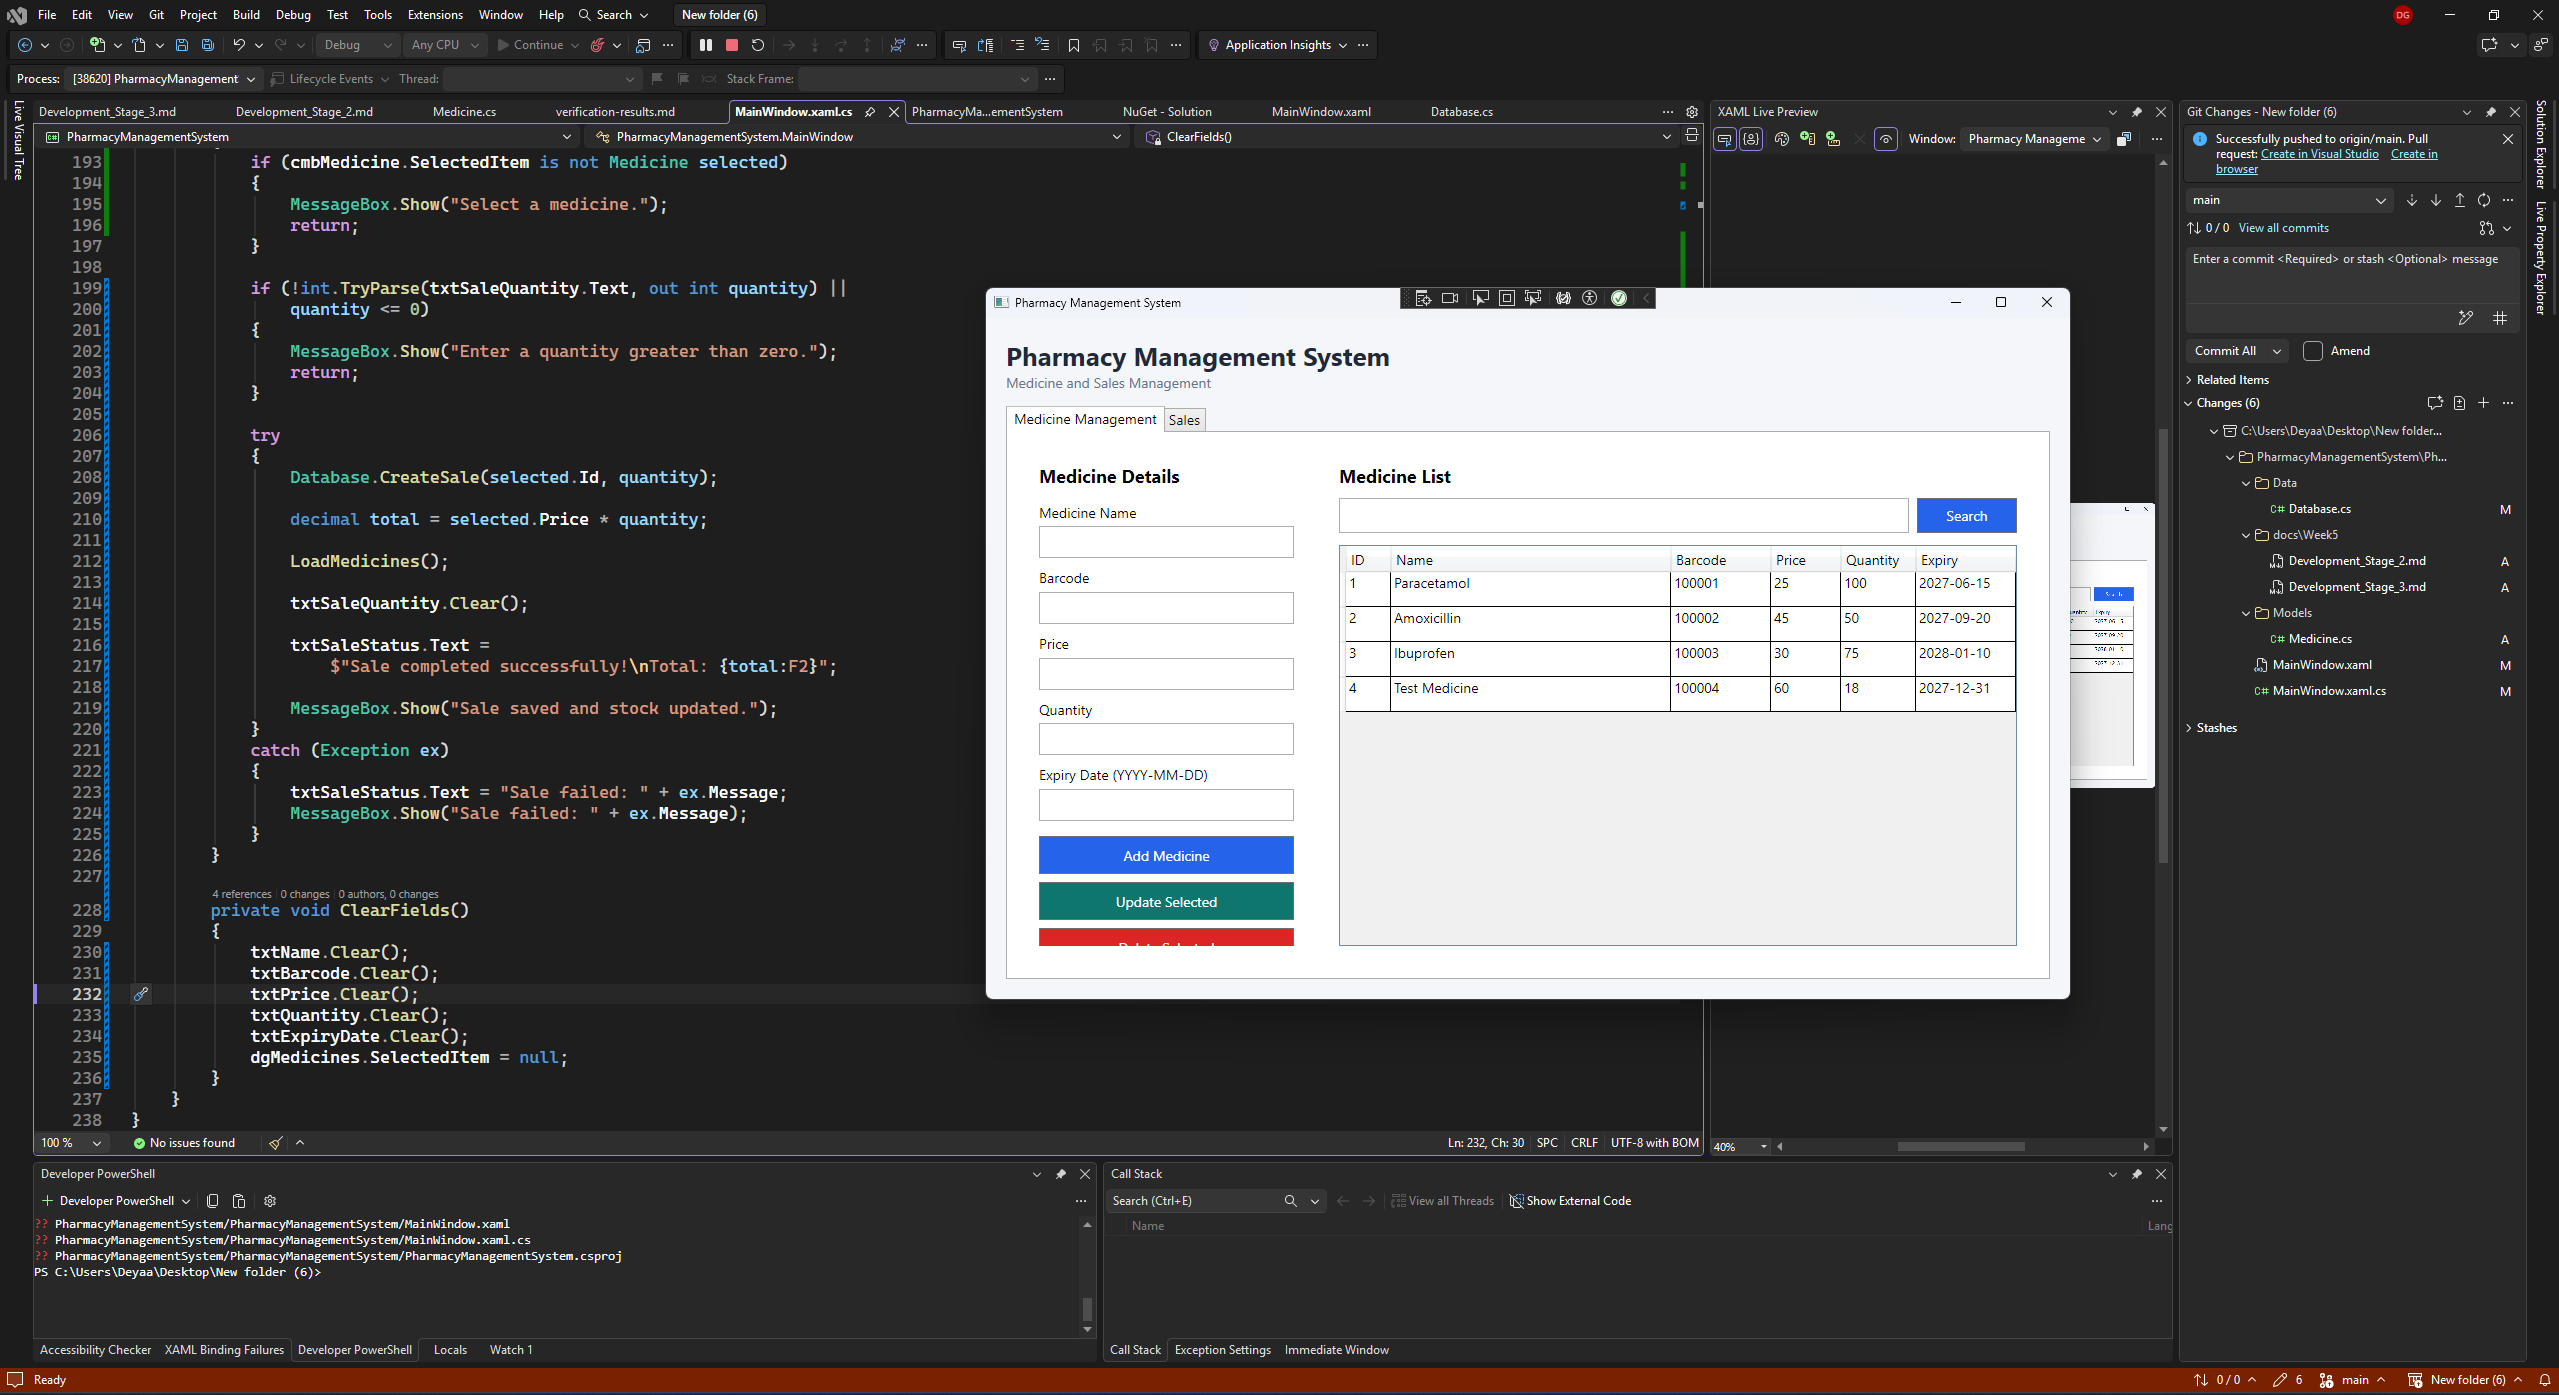 File Edit View Git Project Build Debug Test Tools Extensions Window Help Search New folder (6) DG
Debug Any CPU Continue Application Insights
Process: [38620] PharmacyManagement Lifecycle Events Thread: Stack Frame:
Live Visual Tree
Development_Stage_3.md Development_Stage_2.md Medicine.cs verification-results.md MainWindow.xaml.cs PharmacyMa...ementSystem NuGet - Solution MainWindow.xaml Database.cs
PharmacyManagementSystem PharmacyManagementSystem.MainWindow ClearFields()
193 if (cmbMedicine.SelectedItem is not Medicine selected)
194 {
195 MessageBox.Show("Select a medicine.");
196 return;
197 }
198
199 if (!int.TryParse(txtSaleQuantity.Text, out int quantity) ||
200 quantity <= 0)
201 {
202 MessageBox.Show("Enter a quantity greater than zero.");
203 return;
204 }
205
206 try
207 {
208 Database.CreateSale(selected.Id, quantity);
209
210 decimal total = selected.Price * quantity;
211
212 LoadMedicines();
213
214 txtSaleQuantity.Clear();
215
216 txtSaleStatus.Text =
217 $"Sale completed successfully!\nTotal: {total:F2}";
218
219 MessageBox.Show("Sale saved and stock updated.");
220 }
221 catch (Exception ex)
222 {
223 txtSaleStatus.Text = "Sale failed: " + ex.Message;
224 MessageBox.Show("Sale failed: " + ex.Message);
225 }
226 }
227
4 references | 0 changes | 0 authors, 0 changes
228 private void ClearFields()
229 {
230 txtName.Clear();
231 txtBarcode.Clear();
232 txtPrice.Clear();
233 txtQuantity.Clear();
234 txtExpiryDate.Clear();
235 dgMedicines.SelectedItem = null;
236 }
237 }
238 }
100 % No issues found Ln: 232, Ch: 30 SPC CRLF UTF-8 with BOM
Pharmacy Management System
Pharmacy Management System
Medicine and Sales Management
Medicine Management Sales
Medicine Details
Medicine Name
Barcode
Price
Quantity
Expiry Date (YYYY-MM-DD)
Add Medicine
Update Selected
Medicine List
Search
ID Name Barcode Price Quantity Expiry
1 Paracetamol 100001 25 100 2027-06-15
2 Amoxicillin 100002 45 50 2027-09-20
3 Ibuprofen 100003 30 75 2028-01-10
4 Test Medicine 100004 60 18 2027-12-31
XAML Live Preview
Window: Pharmacy Manageme
40%
Git Changes - New folder (6)
Successfully pushed to origin/main. Pull
request: Create in Visual Studio Create in
browser
main
0 / 0 View all commits
Enter a commit <Required> or stash <Optional> message
Commit All Amend
Related Items
Changes (6)
C:\Users\Deyaa\Desktop\New folder...
PharmacyManagementSystem\Ph...
Data
C# Database.cs M
docs\Week5
Development_Stage_2.md A
Development_Stage_3.md A
Models
C# Medicine.cs A
MainWindow.xaml M
C# MainWindow.xaml.cs M
Stashes
Solution Explorer
Live Property Explorer
Developer PowerShell
Developer PowerShell
?? PharmacyManagementSystem/PharmacyManagementSystem/MainWindow.xaml
?? PharmacyManagementSystem/PharmacyManagementSystem/MainWindow.xaml.cs
?? PharmacyManagementSystem/PharmacyManagementSystem/PharmacyManagementSystem.csproj
PS C:\Users\Deyaa\Desktop\New folder (6)>
Accessibility Checker XAML Binding Failures Developer PowerShell Locals Watch 1
Call Stack
Search (Ctrl+E) View all Threads Show External Code
Name Lang
Call Stack Exception Settings Immediate Window
Ready 0 / 0 6 main New folder (6)